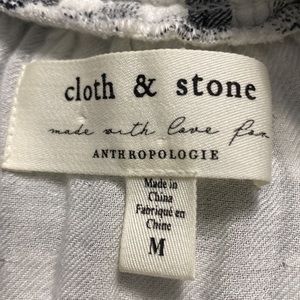 cloth & stone
made with love for
ANTHROPOLOGIE
Made in
China
Fabriqué en
Chine
M